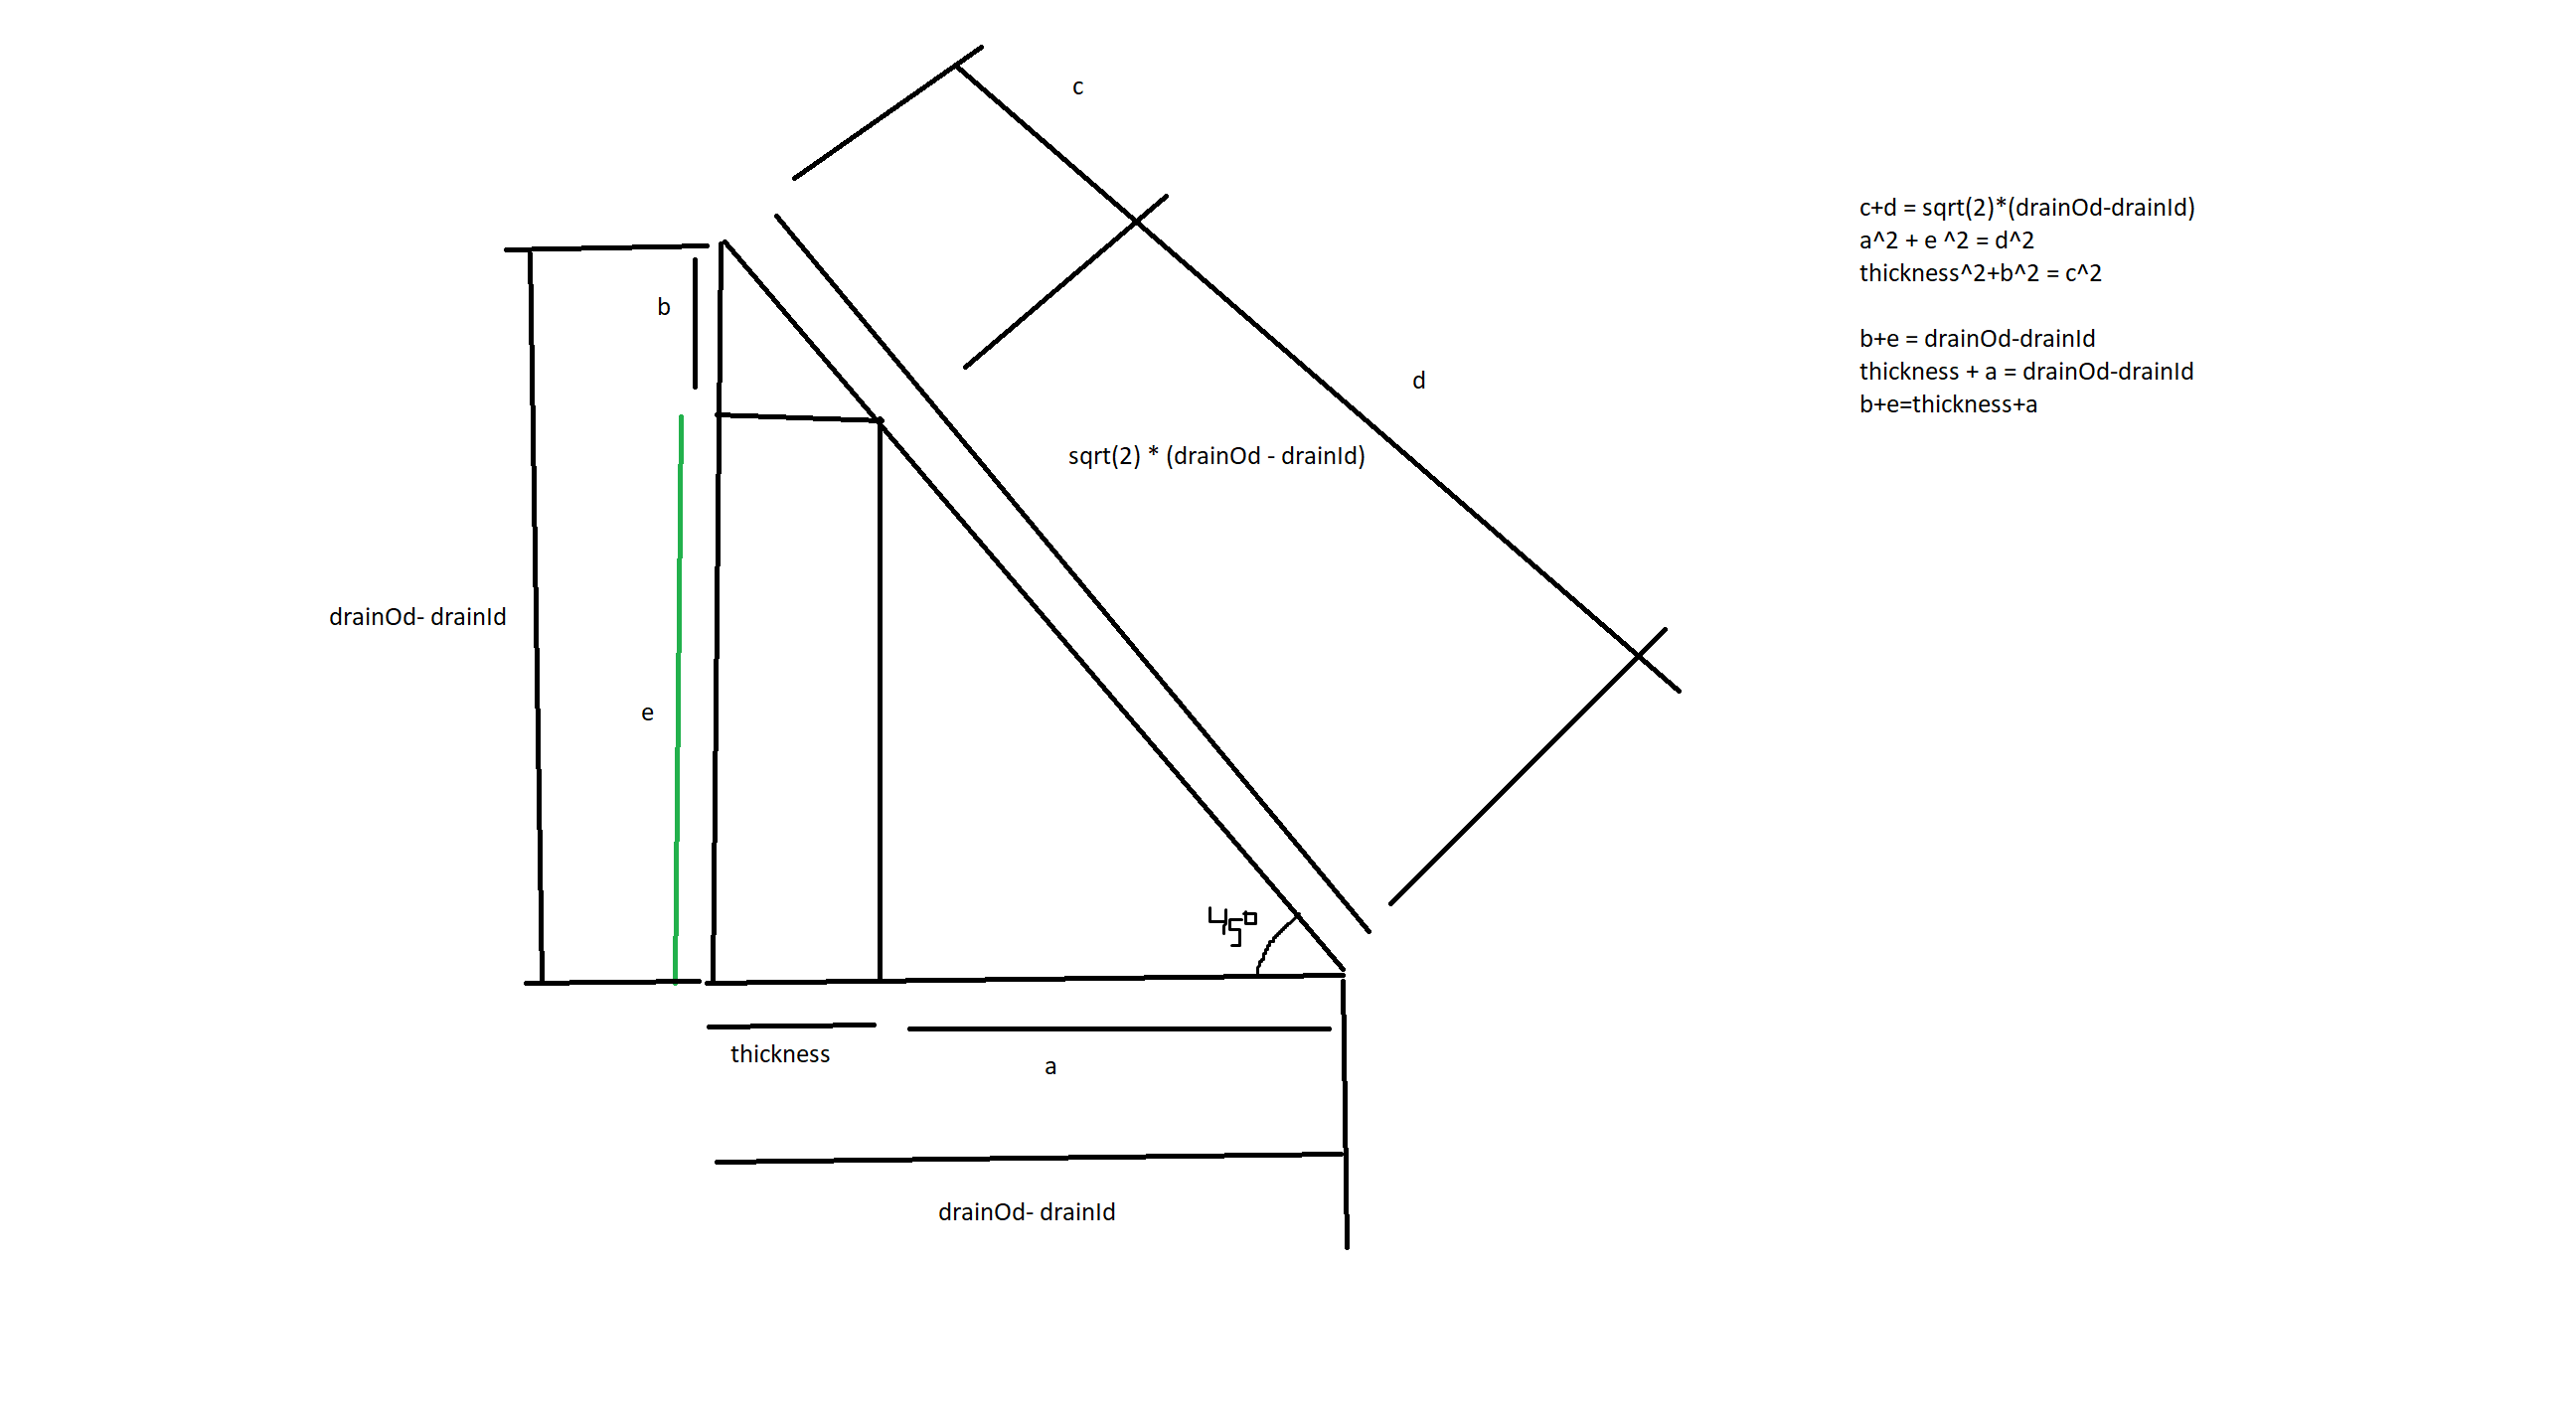 c
c+d = sqrt(2)*(drainOd-drainId)
a^2 + e ^2 = d^2
thickness^2+b^2 = c^2
b+e = drainOd-drainId
thickness + a = drainOd-drainId
b+e=thickness+a
b
d
sqrt(2) * (drainOd - drainId)
drainOd- drainId
e
45°
thickness
a
drainOd- drainId